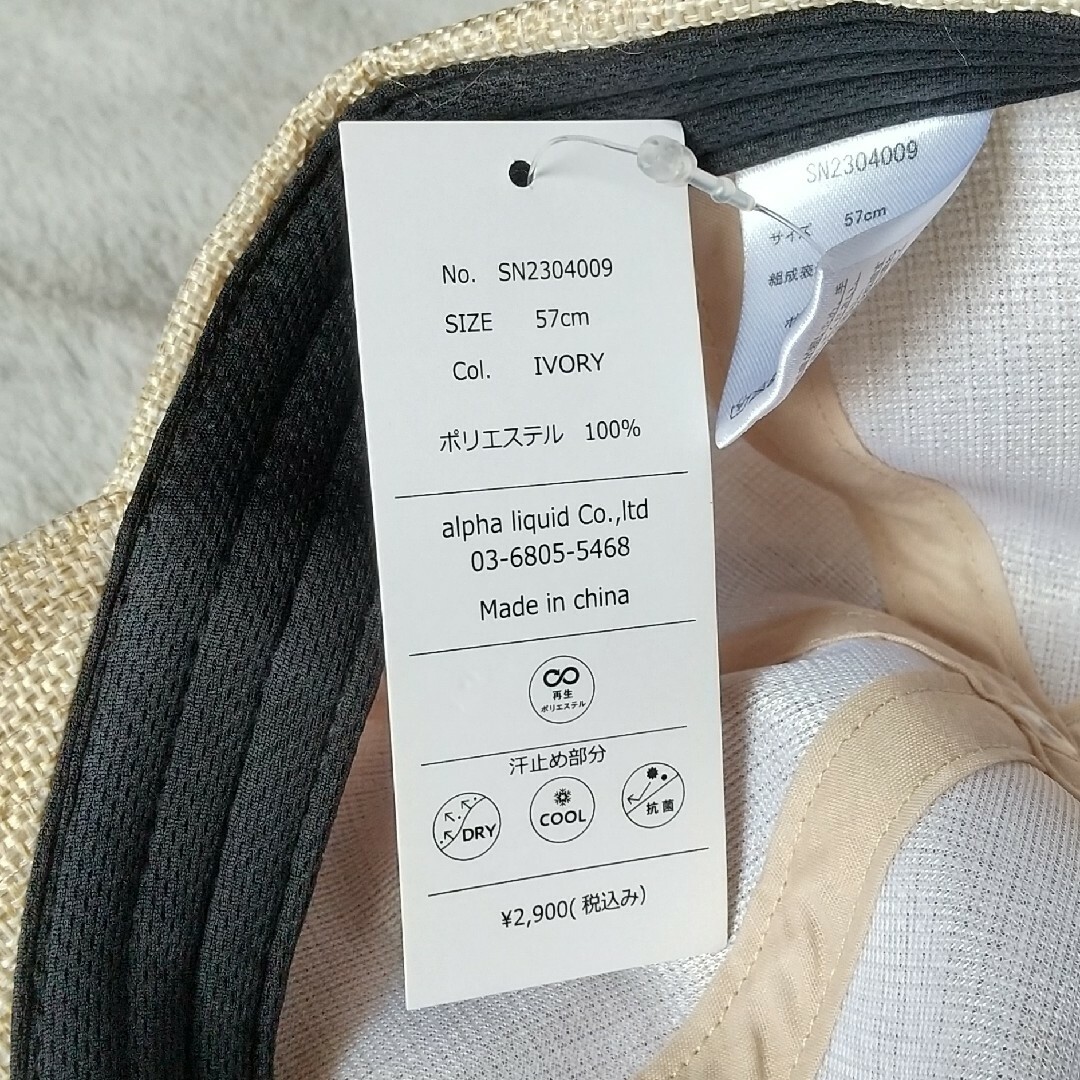 No. SN2304009
SIZE 57cm
Col. IVORY
ポリエステル 100%
alpha liquid Co.,ltd
03-6805-5468
Made in china
再生
ポリエステル
汗止め部分
DRY
COOL
抗菌
¥2,900(税込み)
SN2304009
サイズ 57cm
組成表